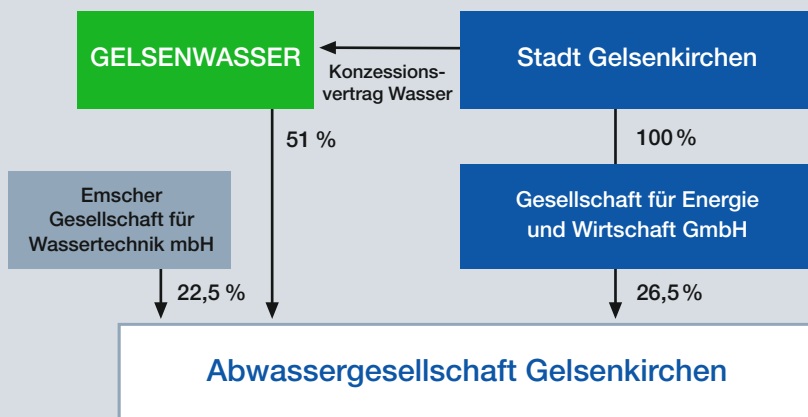 GELSENWASSER
Stadt Gelsenkirchen
Konzessions-
vertrag Wasser
51 %
100 %
Emscher
Gesellschaft für
Wassertechnik mbH
Gesellschaft für Energie
und Wirtschaft GmbH
22,5 %
26,5 %
Abwassergesellschaft Gelsenkirchen